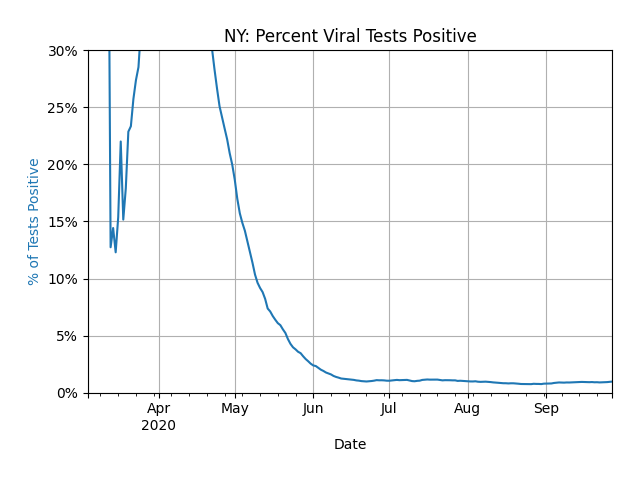 NY: Percent Viral Tests Positive
30%
25%
20%
15%
10%
5%
0%
% of Tests Positive
Apr
2020
May
Jun
Jul
Aug
Sep
Date